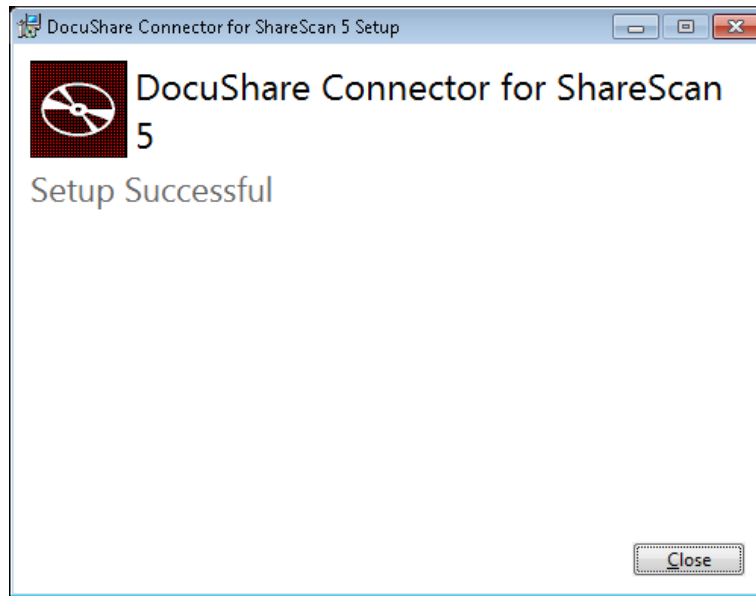 DocuShare Connector for ShareScan 5 Setup
DocuShare Connector for ShareScan
5
Setup Successful
Close